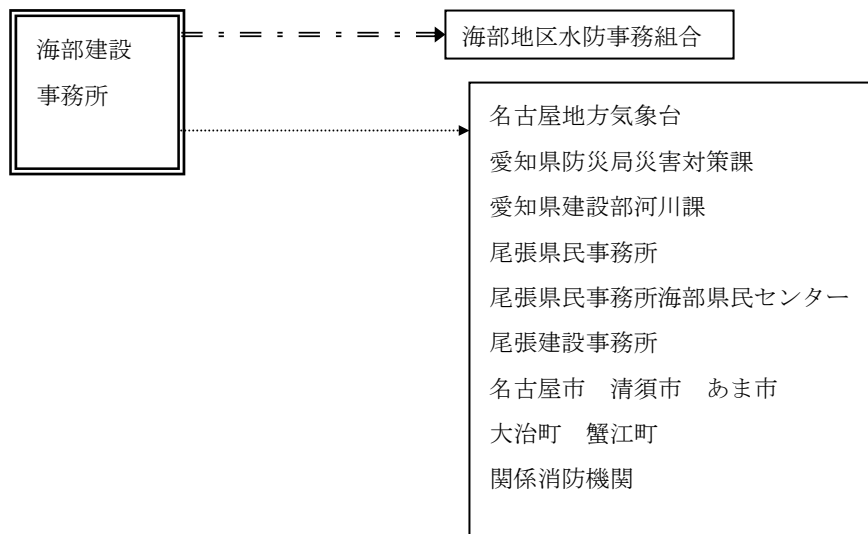 海部建設
事務所
海部地区水防事務組合
名古屋地方気象台
愛知県防災局災害対策課
愛知県建設部河川課
尾張県民事務所
尾張県民事務所海部県民センター
尾張建設事務所
名古屋市　清須市　あま市
大治町　蟹江町
関係消防機関